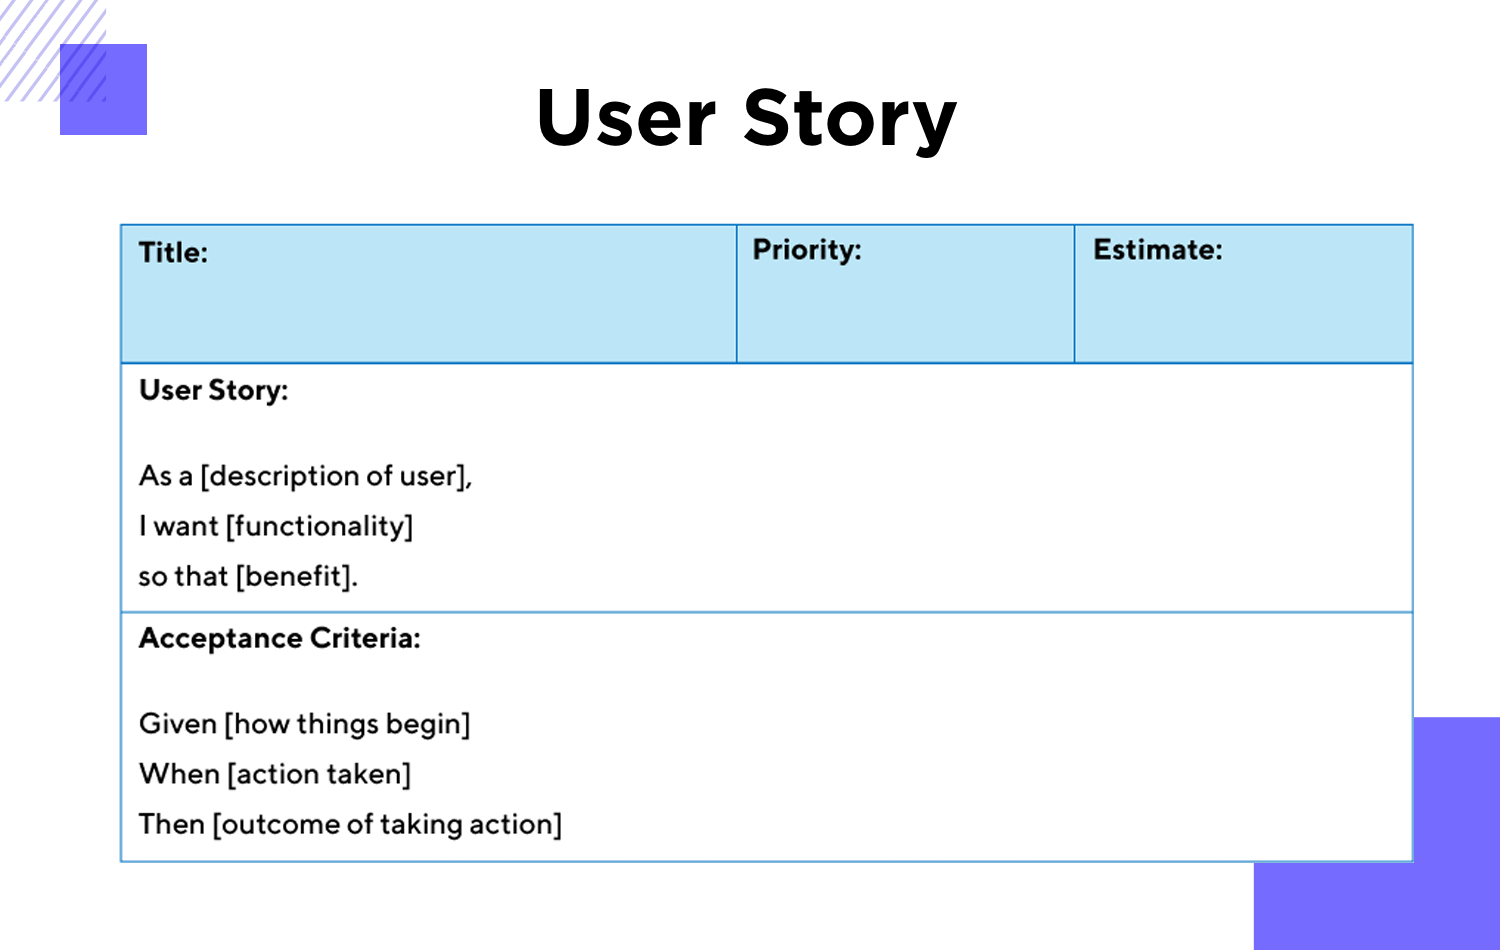 User Story
Title:
Priority:
Estimate:
User Story:
As a [description of user],
I want [functionality]
so that [benefit].
Acceptance Criteria:
Given [how things begin]
When [action taken]
Then [outcome of taking action]